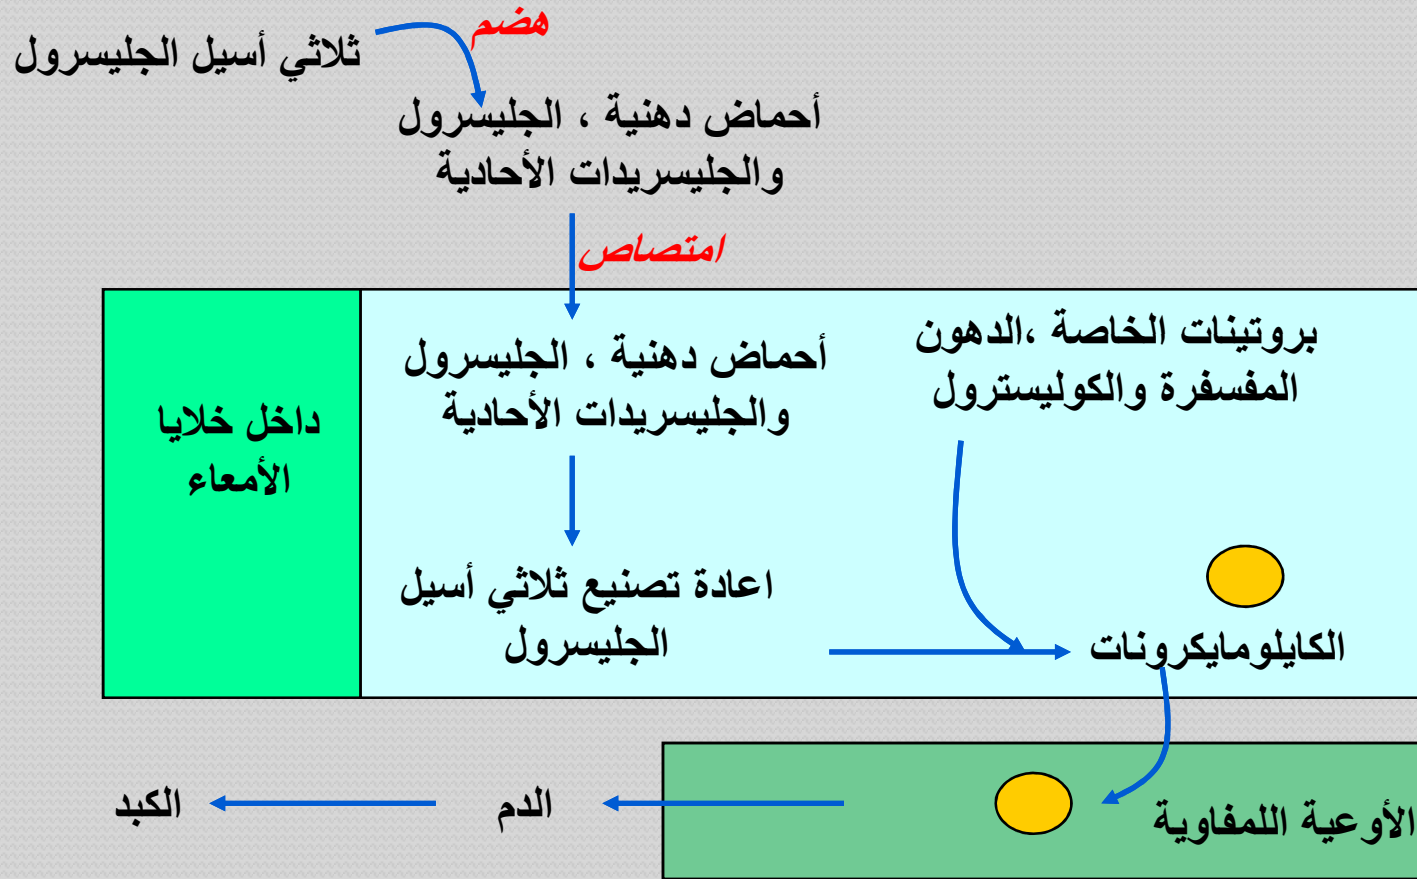 هضم
ثلاثي أسيل الجليسرول
أحماض دهنية ، الجليسرول
والجليسريدات الأحادية
امتصاص
بروتينات الخاصة ،الدهون
المفسفرة والكوليسترول
أحماض دهنية ، الجليسرول
والجليسريدات الأحادية
داخل خلايا
الأمعاء
اعادة تصنيع ثلاثي أسيل
الجليسرول
الكايلومايكرونات
الأوعية اللمفاوية
الدم
الكبد